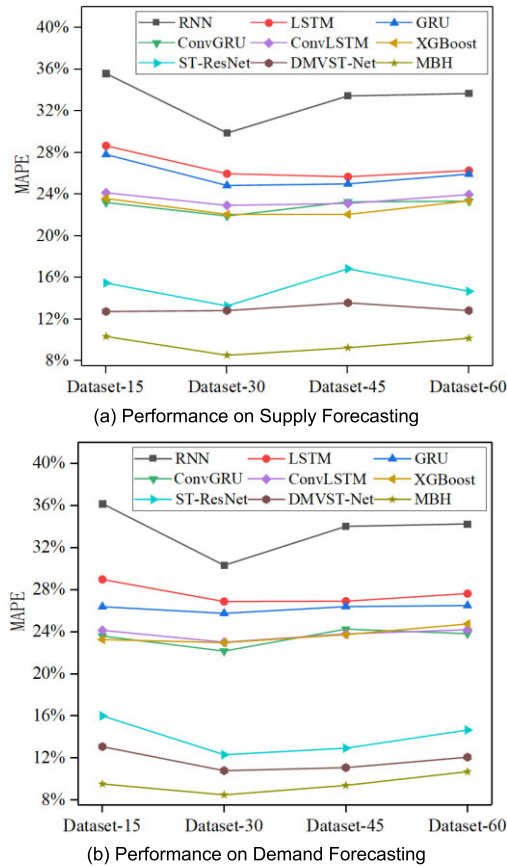 40%
36%
32%
28%
24%
20%
16%
12%
8%
MAPE
RNN LSTM GRU
ConvGRU ConvLSTM XGBoost
ST-ResNet DMVST-Net MBH
Dataset-15 Dataset-30 Dataset-45 Dataset-60
(a) Performance on Supply Forecasting
40%
36%
32%
28%
24%
20%
16%
12%
8%
MAPE
RNN LSTM GRU
ConvGRU ConvLSTM XGBoost
ST-ResNet DMVST-Net MBH
Dataset-15 Dataset-30 Dataset-45 Dataset-60
(b) Performance on Demand Forecasting